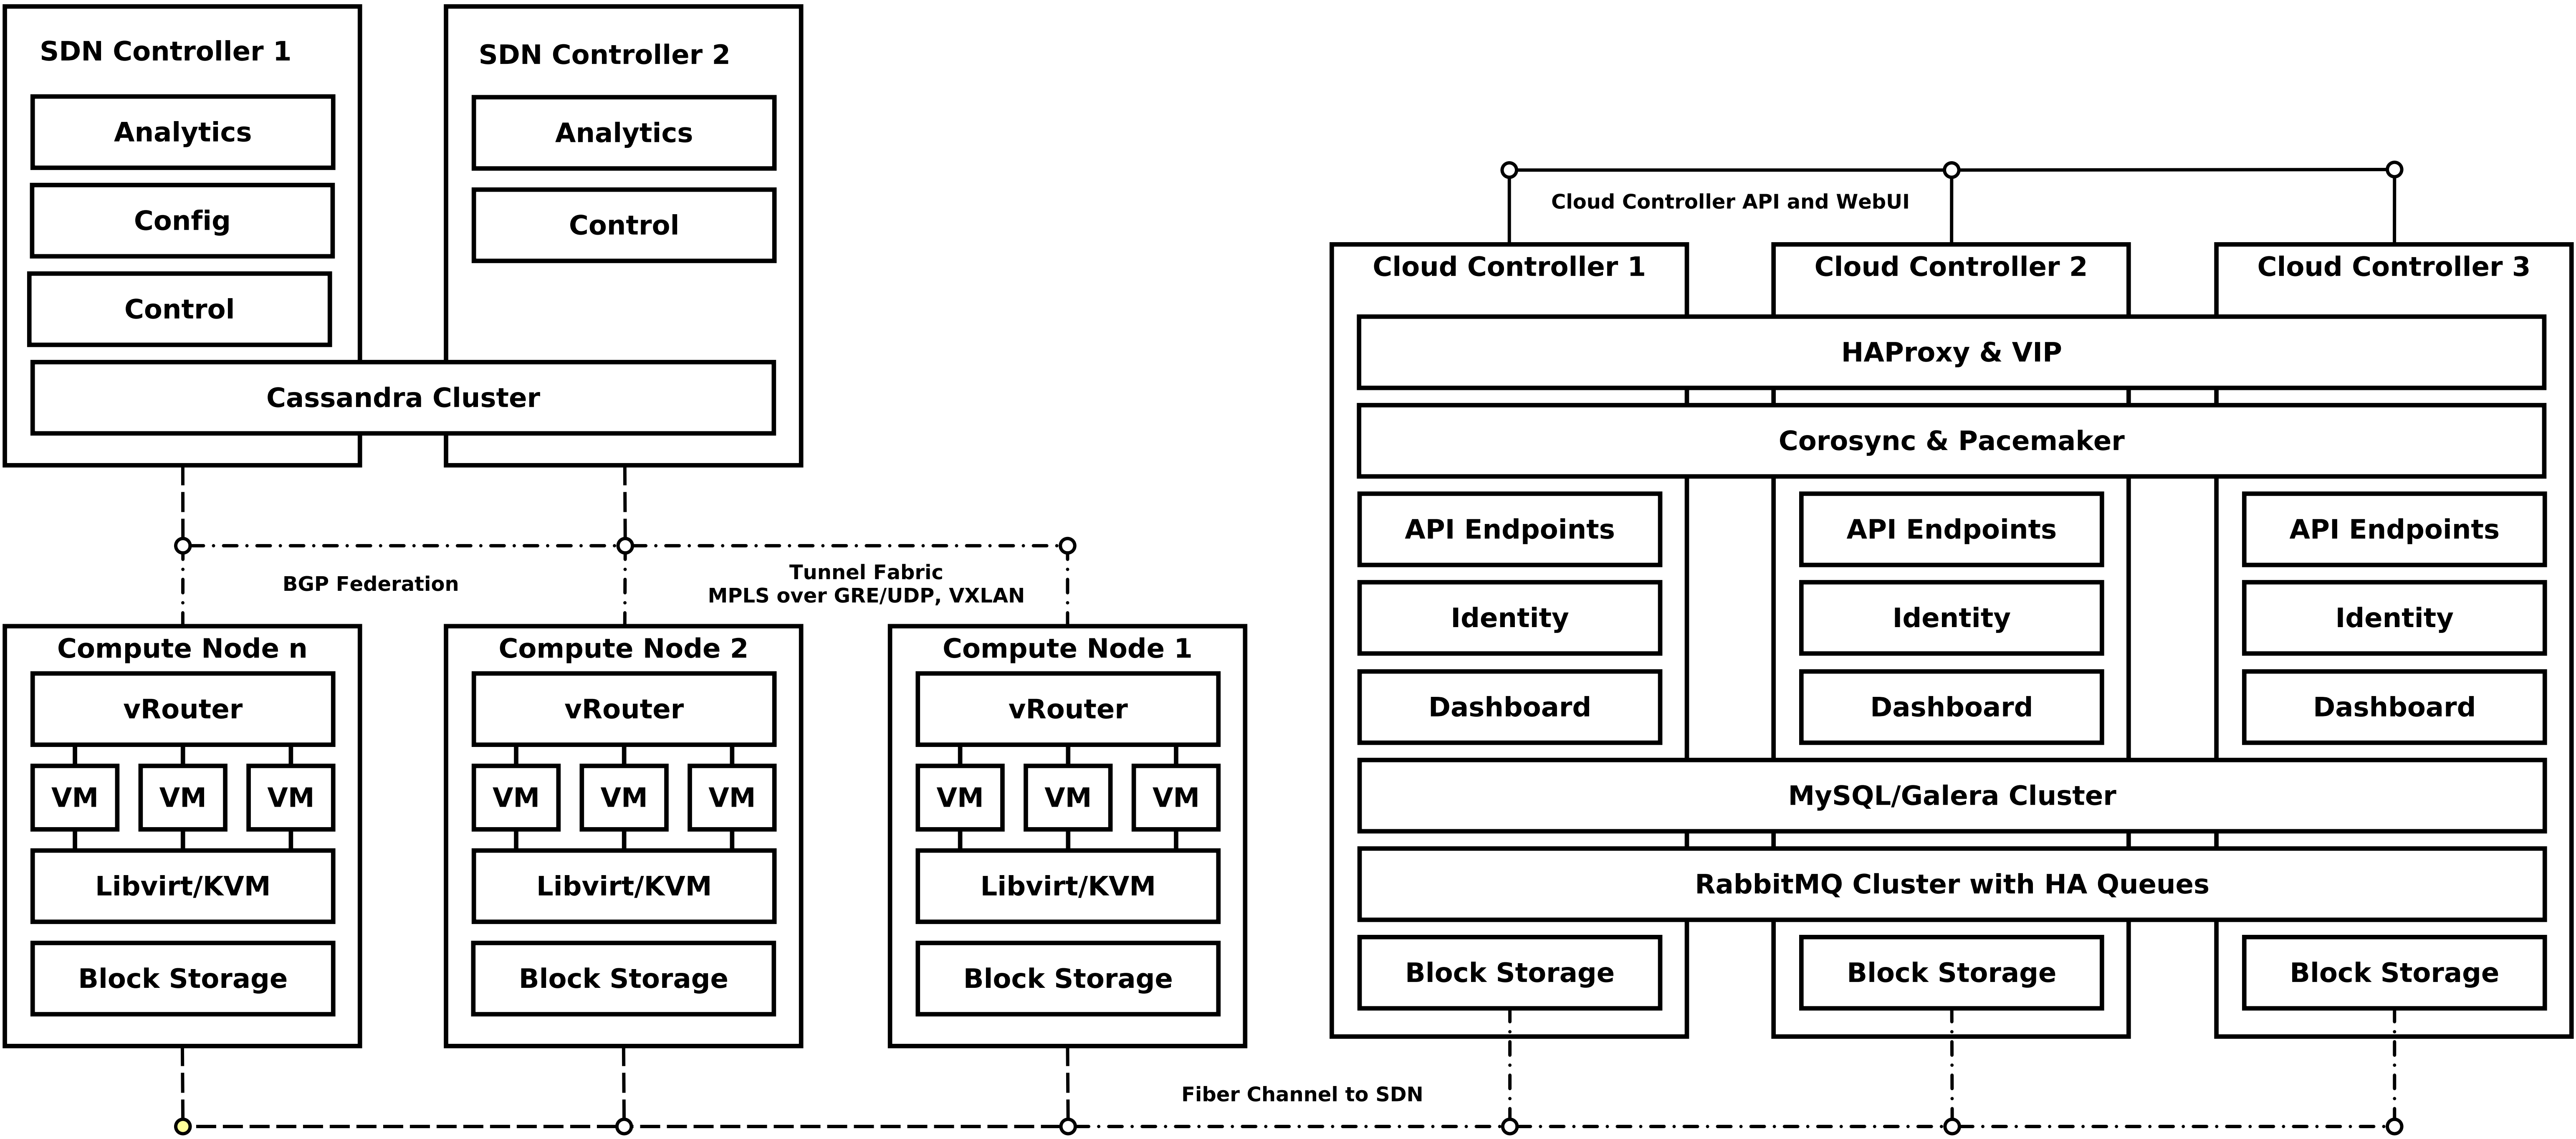 SDN Controller 1
Analytics
Config
Control
SDN Controller 2
Analytics
Control
Cassandra Cluster
BGP Federation
Tunnel Fabric
MPLS over GRE/UDP, VXLAN
Compute Node n
vRouter
VM VM VM
Libvirt/KVM
Block Storage
Compute Node 2
vRouter
VM VM VM
Libvirt/KVM
Block Storage
Compute Node 1
vRouter
VM VM VM
Libvirt/KVM
Block Storage
Cloud Controller API and WebUI
Cloud Controller 1
Cloud Controller 2
Cloud Controller 3
HAProxy & VIP
Corosync & Pacemaker
API Endpoints
API Endpoints
API Endpoints
Identity
Identity
Identity
Dashboard
Dashboard
Dashboard
MySQL/Galera Cluster
RabbitMQ Cluster with HA Queues
Block Storage
Block Storage
Block Storage
Fiber Channel to SDN